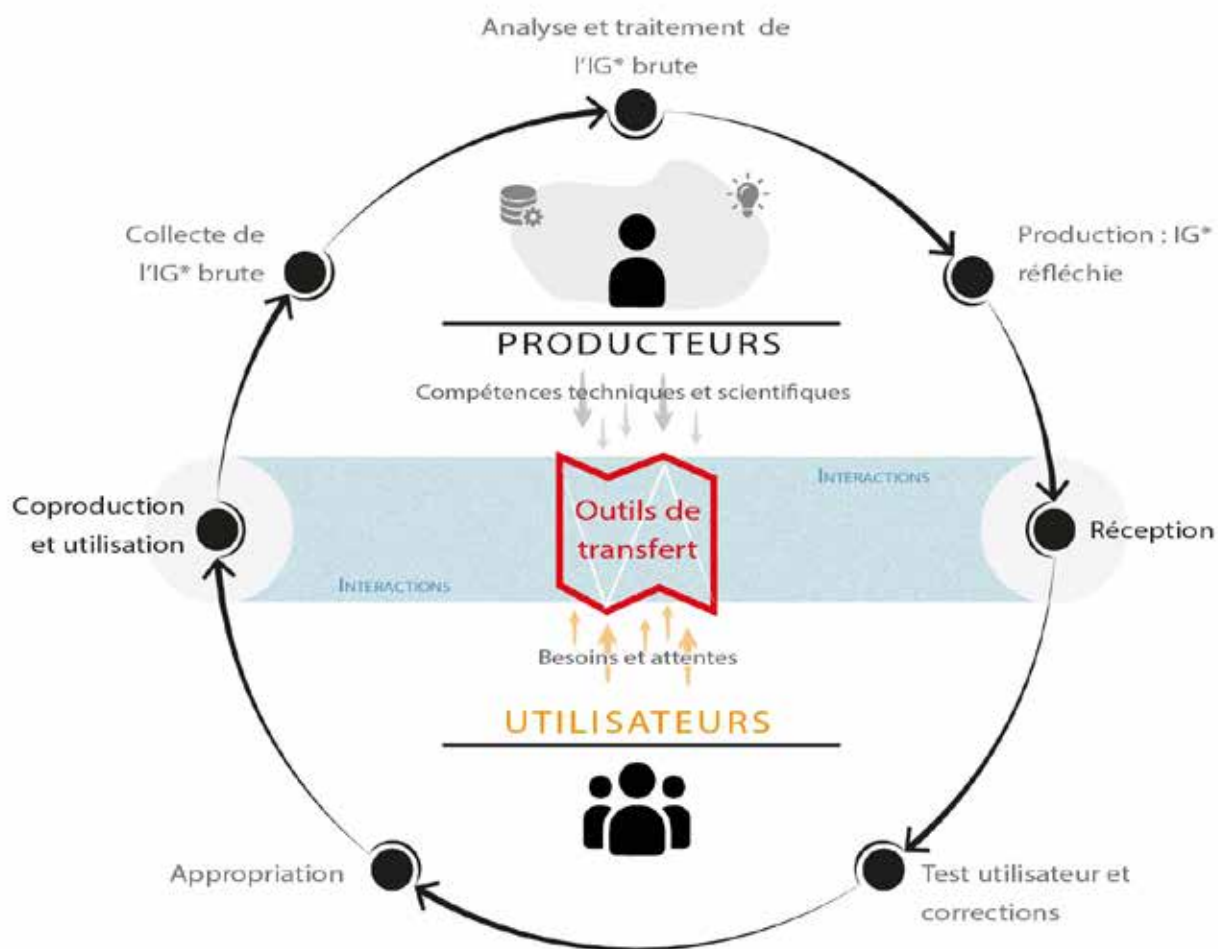 Analyse et traitement de
l'IG* brute
Collecte de
l'IG* brute
Production : IG*
réfléchie
PRODUCTEURS
Compétences techniques et scientifiques
INTERACTIONS
Coproduction
et utilisation
Outils de
transfert
Réception
INTERACTIONS
Besoins et attentes
UTILISATEURS
Appropriation
Test utilisateur et
corrections